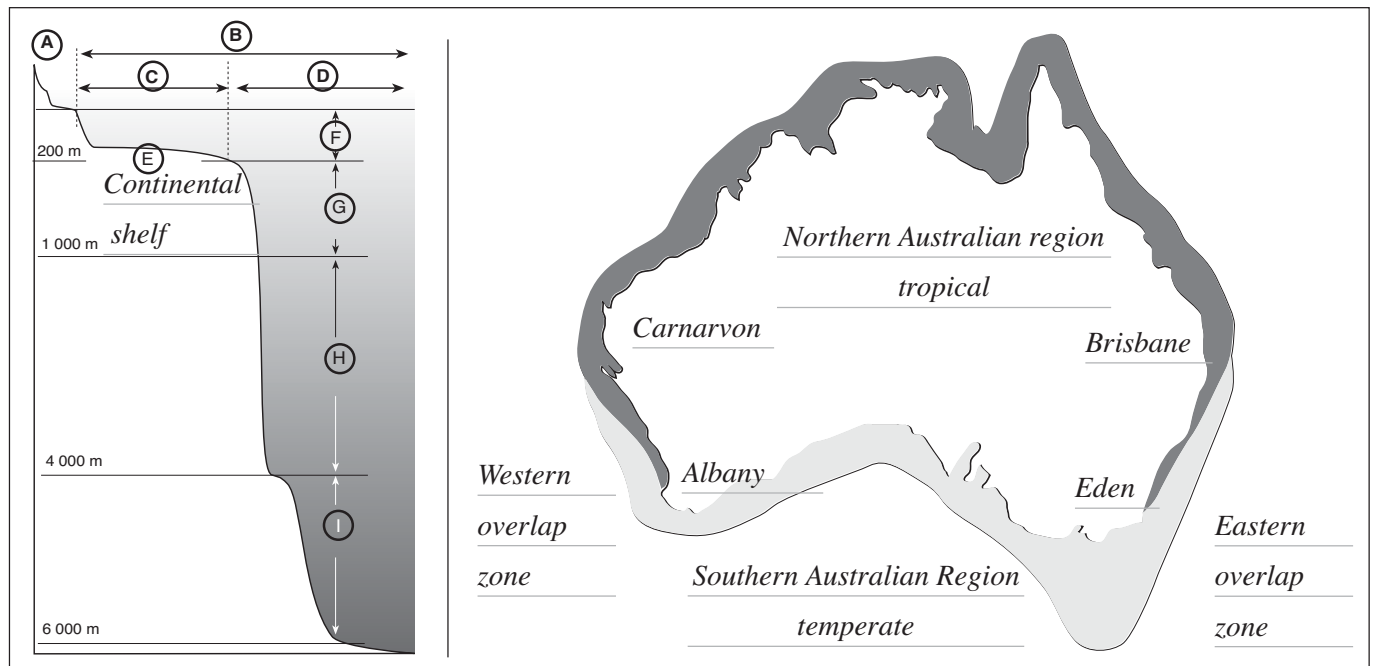 A
B
C
D
F
200 m
E
Continental
G
shelf
1 000 m
H
4 000 m
I
6 000 m
Northern Australian region
tropical
Carnarvon
Brisbane
Western
overlap
zone
Albany
Eden
Eastern
overlap
zone
Southern Australian Region
temperate